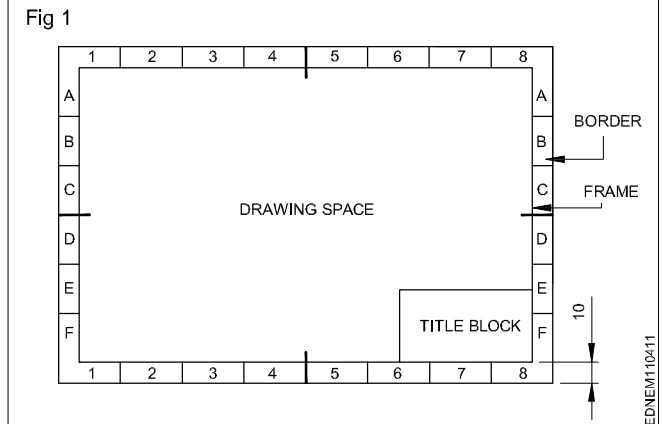 Fig 1
1 2 3 4 5 6 7 8
A A
B B
BORDER
C C
FRAME
DRAWING SPACE
D D
E E
10
TITLE BLOCK
F F
1 2 3 4 5 6 7 8
EDNEM110411